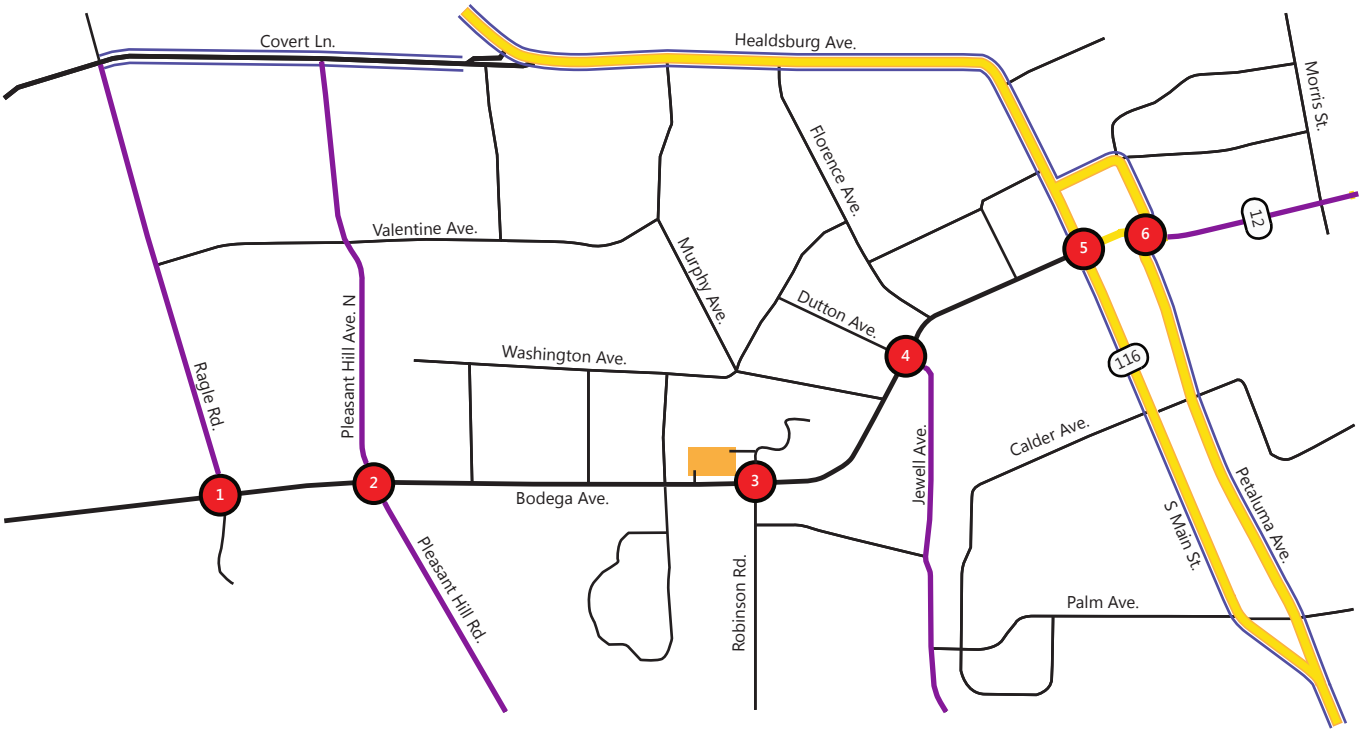 Covert Ln.
Healdsburg Ave.
Morris St.
Florence Ave.
12
Valentine Ave.
5
6
Murphy Ave.
Dutton Ave.
Pleasant Hill Ave. N
Washington Ave.
4
116
Ragle Rd.
Calder Ave.
Jewell Ave.
1
2
3
Bodega Ave.
Petaluma Ave.
S Main St.
Pleasant Hill Rd.
Robinson Rd.
Palm Ave.